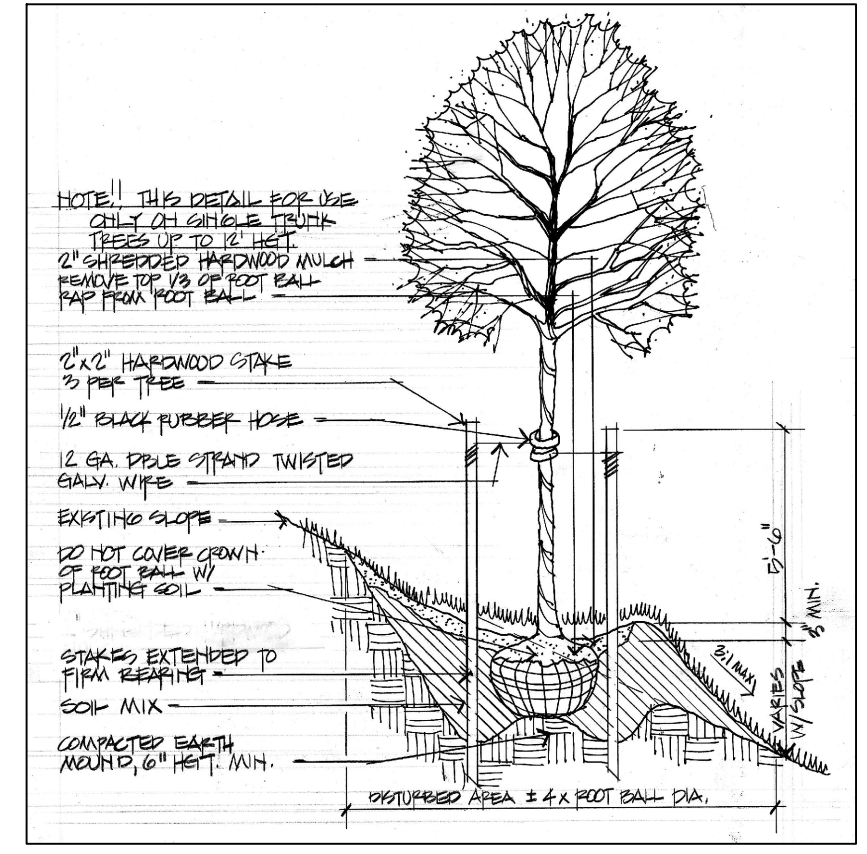 NOTE!! THIS DETAIL FOR USE
ONLY ON SINGLE TRUNK
TREES UP TO 12' HGT.
2" SHREDDED HARDWOOD MULCH
REMOVE TOP 1/3 OF ROOT BALL
RAP FROM ROOT BALL
2"x2" HARDWOOD STAKE
3 PER TREE
1/2" BLACK RUBBER HOSE
12 GA. DBLE STRAND TWISTED
GALV. WIRE
EXISTING SLOPE
DO NOT COVER CROWN
OF ROOT BALL W/
PLANTING SOIL
STAKES EXTENDED TO
FIRM BEARING
SOIL MIX
COMPACTED EARTH
MOUND, 6" HGT. MIN.
5'-6"
3" MIN.
3:1 MAX
VARIES
W/SLOPE
DISTURBED AREA ± 4 x ROOT BALL DIA.